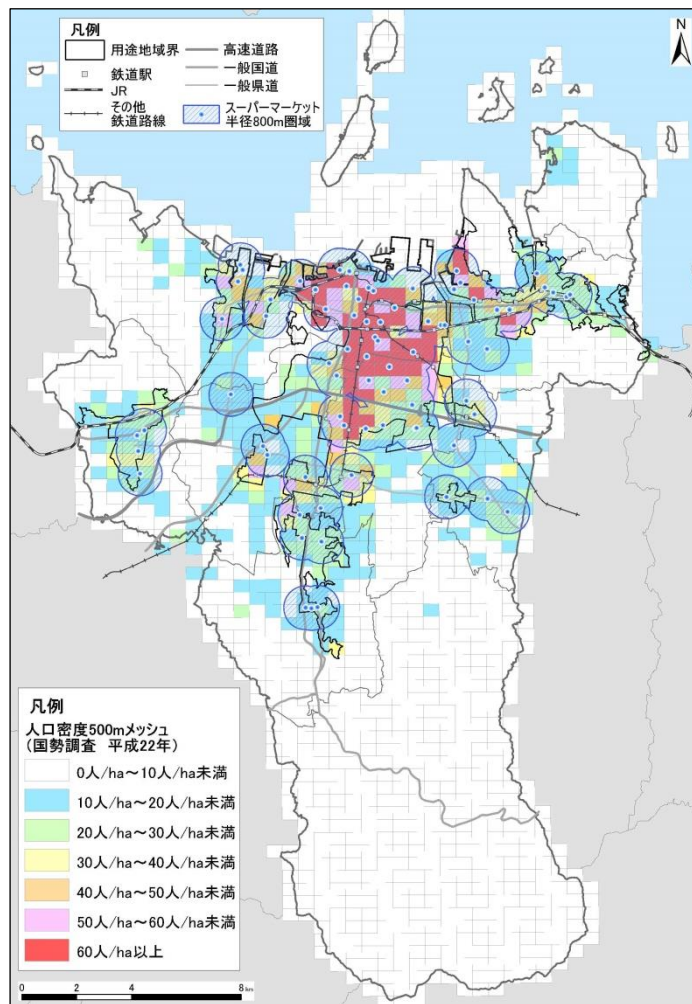 凡例
用途地域界
高速道路
鉄道駅
一般国道
JR
一般県道
その他
鉄道路線
スーパーマーケット
半径800m圏域
N
凡例
人口密度500mメッシュ
(国勢調査 平成22年)
0人/ha～10人/ha未満
10人/ha～20人/ha未満
20人/ha～30人/ha未満
30人/ha～40人/ha未満
40人/ha～50人/ha未満
50人/ha～60人/ha未満
60人/ha以上
0 2 4 8 km